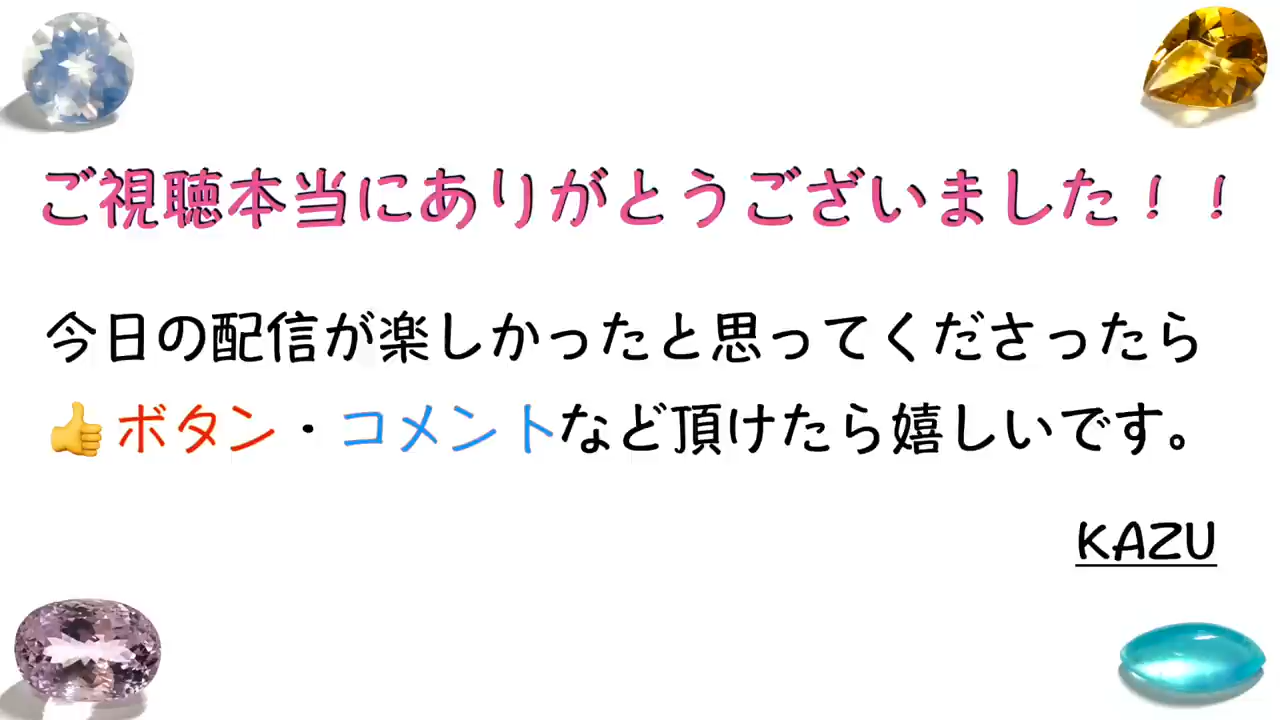 ご視聴本当にありがとうございました！！
今日の配信が楽しかったと思ってくださったら
👍ボタン・コメントなど頂けたら嬉しいです。
KAZU